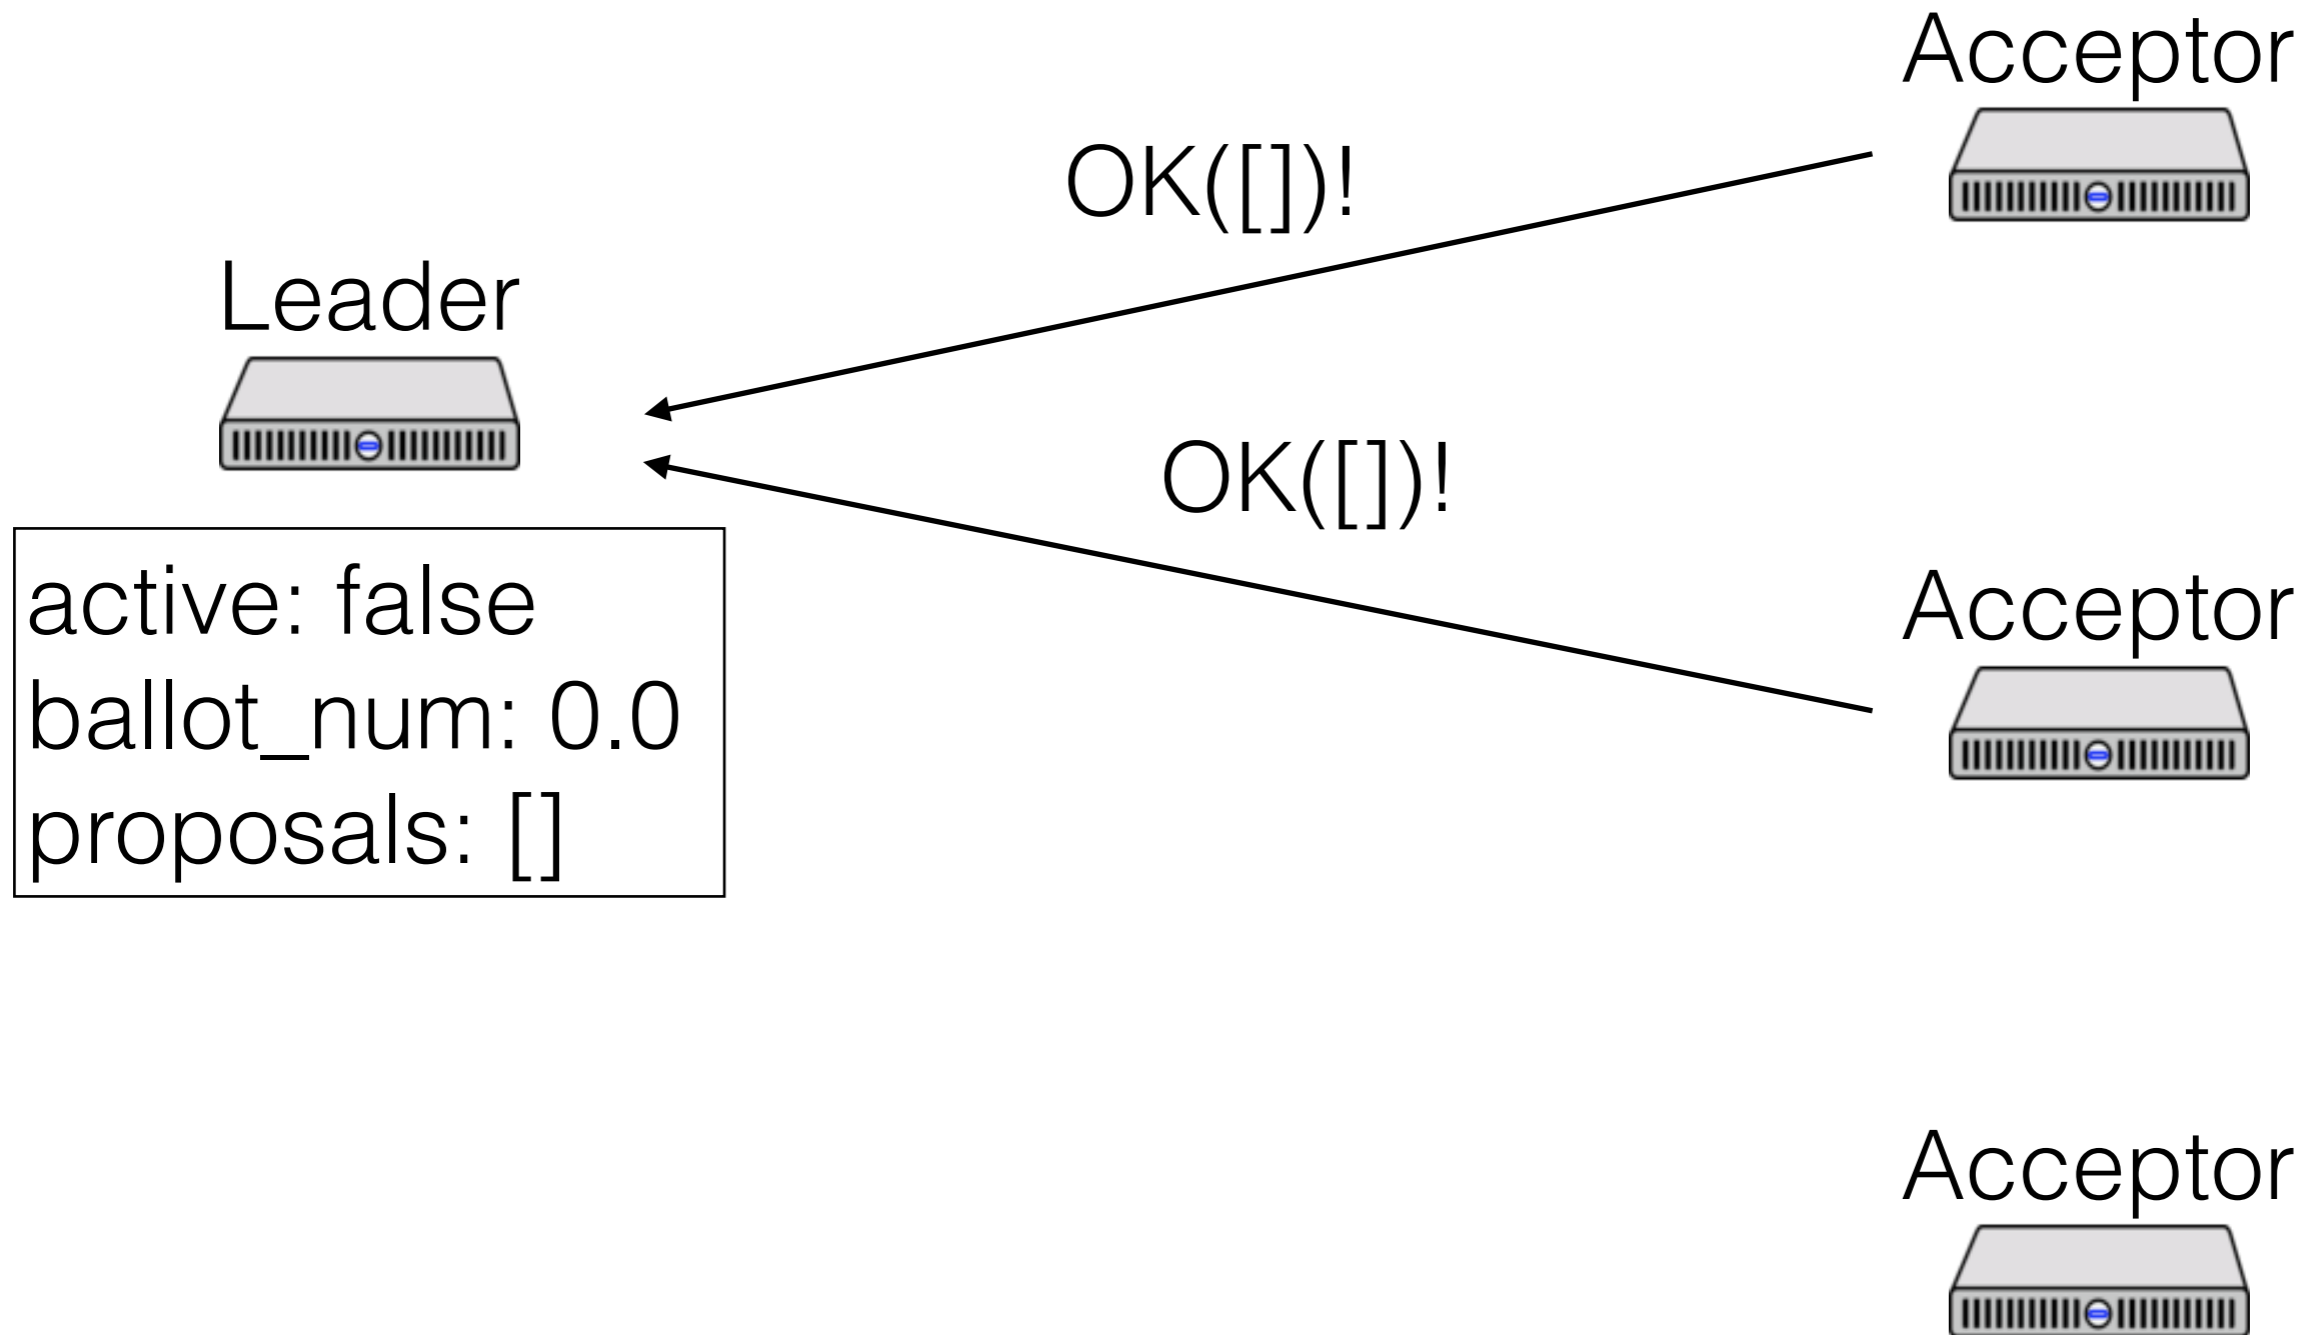 Acceptor
OK([])!
Leader
OK([])!
active: false
ballot_num: 0.0
proposals: []
Acceptor
Acceptor